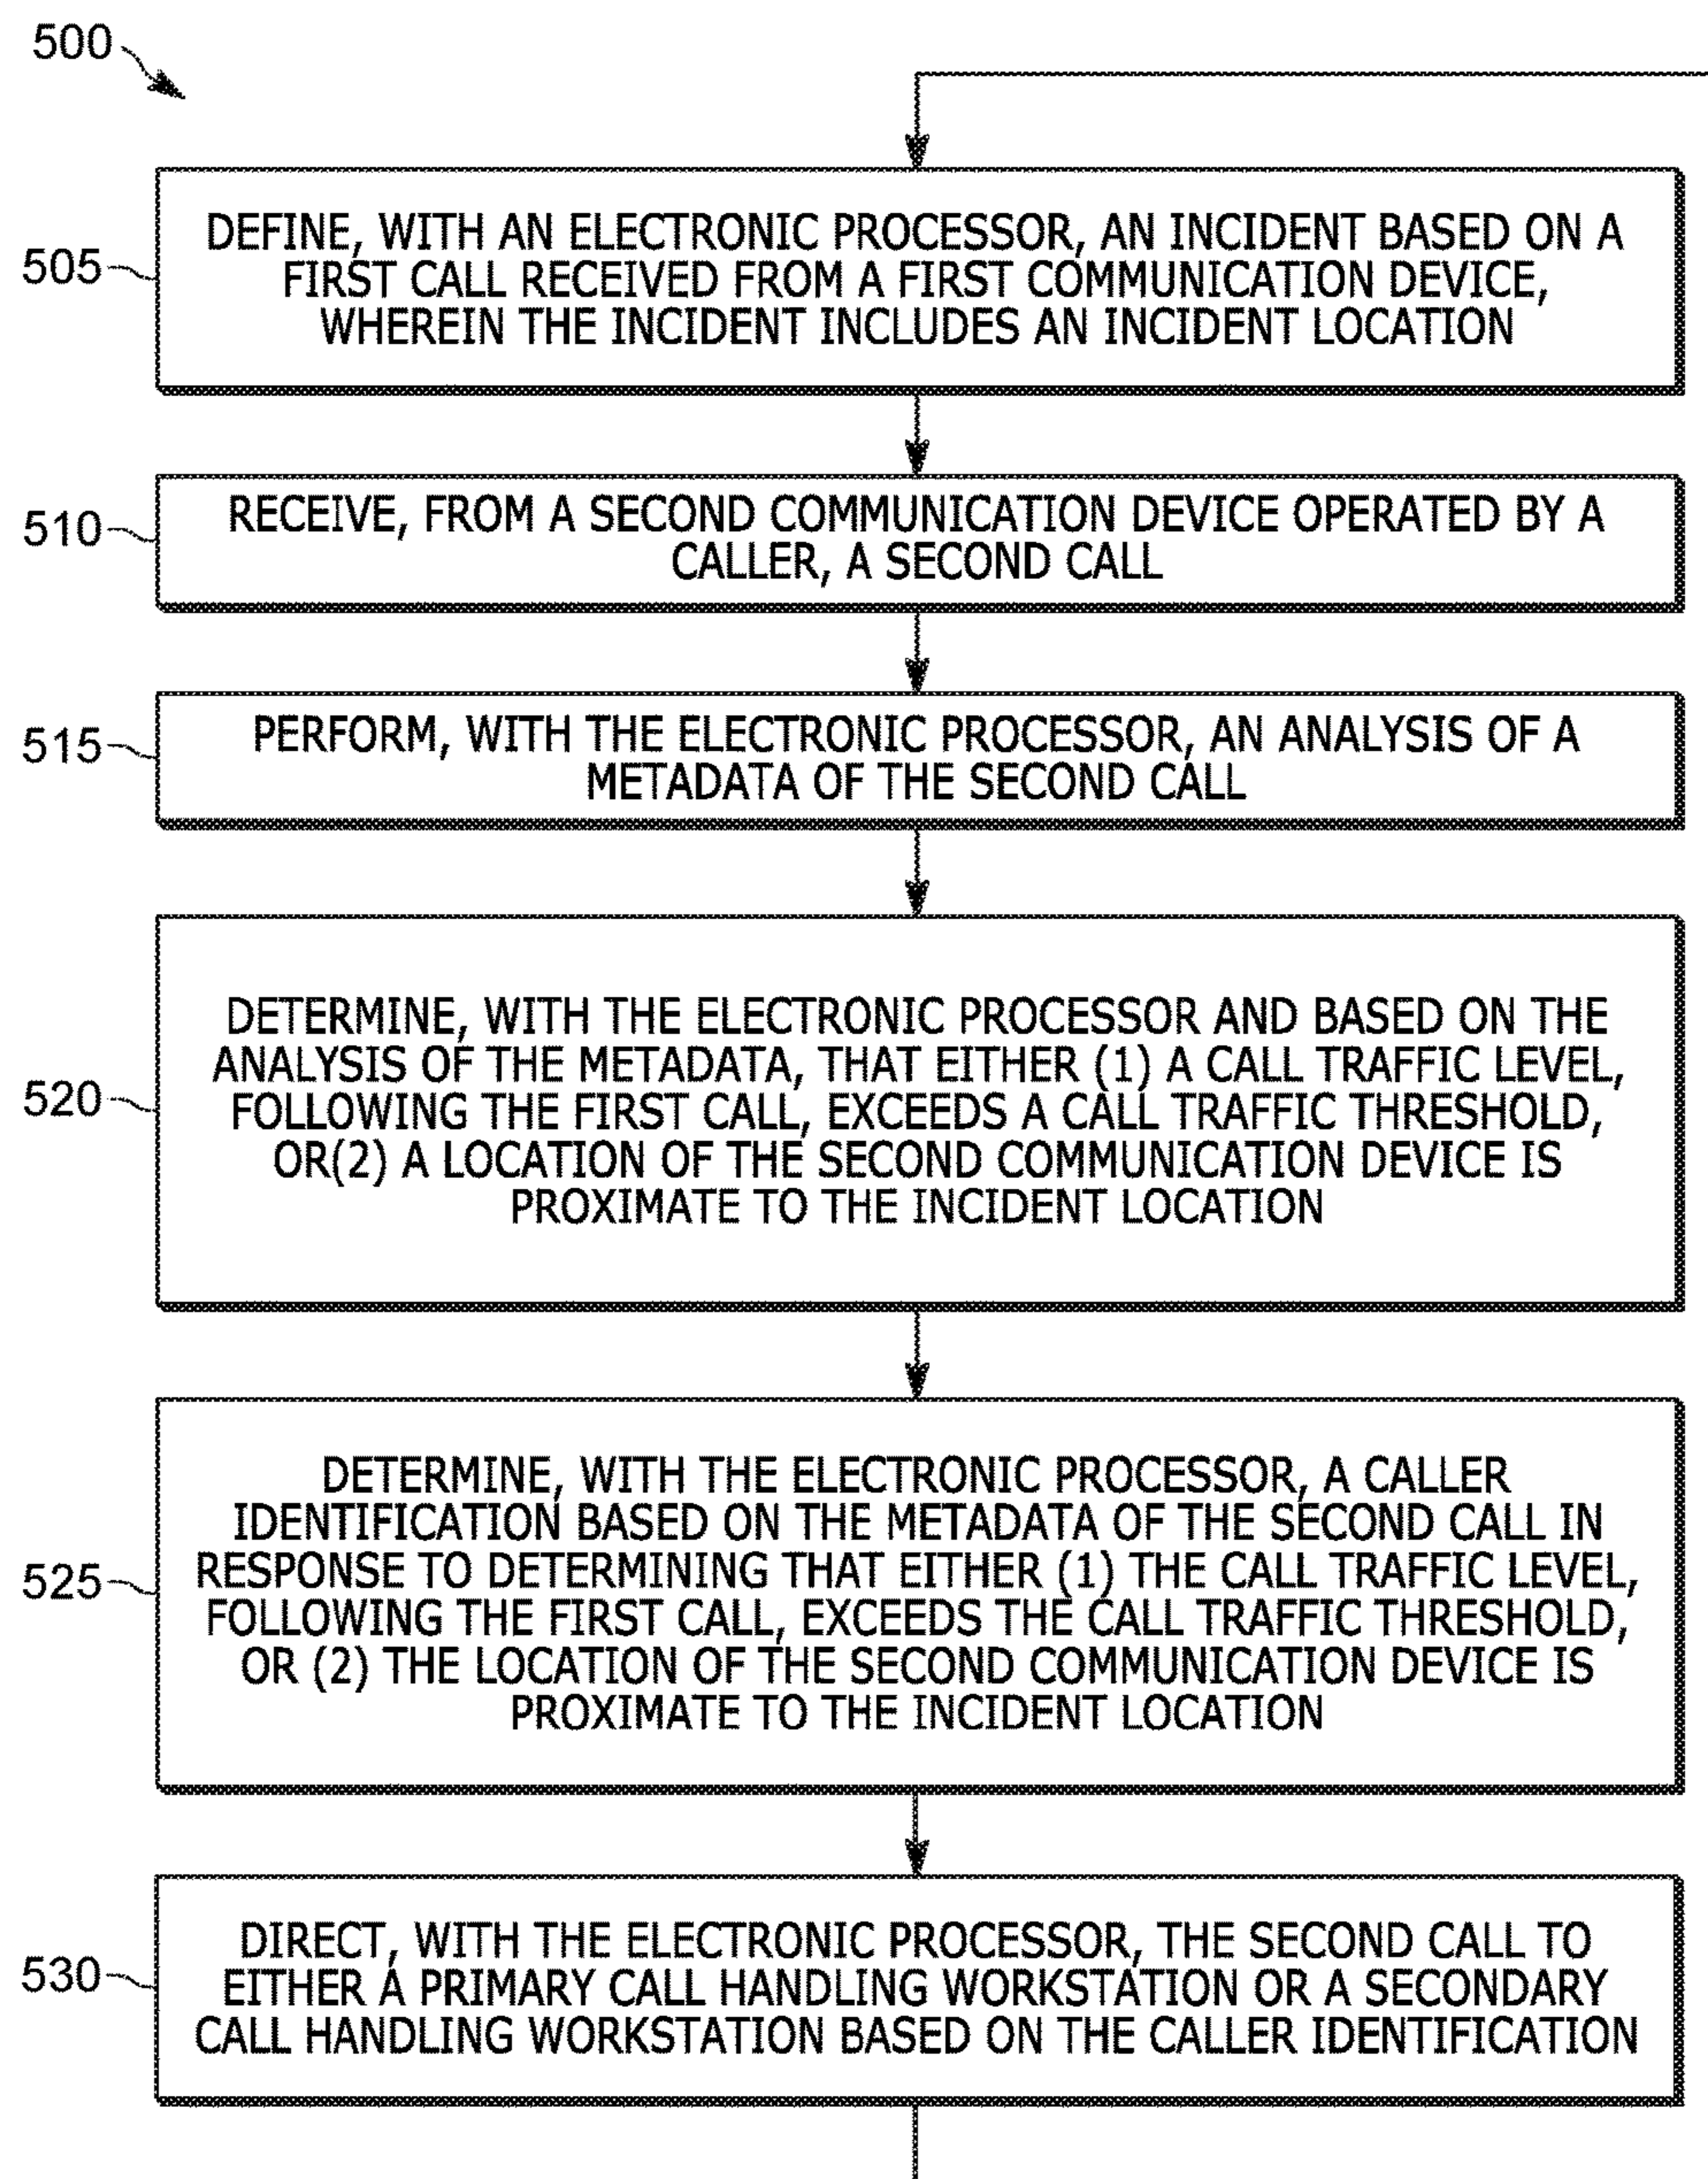 500
505
DEFINE, WITH AN ELECTRONIC PROCESSOR, AN INCIDENT BASED ON A
FIRST CALL RECEIVED FROM A FIRST COMMUNICATION DEVICE,
WHEREIN THE INCIDENT INCLUDES AN INCIDENT LOCATION
510
RECEIVE, FROM A SECOND COMMUNICATION DEVICE OPERATED BY A
CALLER, A SECOND CALL
515
PERFORM, WITH THE ELECTRONIC PROCESSOR, AN ANALYSIS OF A
METADATA OF THE SECOND CALL
520
DETERMINE, WITH THE ELECTRONIC PROCESSOR AND BASED ON THE
ANALYSIS OF THE METADATA, THAT EITHER (1) A CALL TRAFFIC LEVEL,
FOLLOWING THE FIRST CALL, EXCEEDS A CALL TRAFFIC THRESHOLD,
OR(2) A LOCATION OF THE SECOND COMMUNICATION DEVICE IS
PROXIMATE TO THE INCIDENT LOCATION
525
DETERMINE, WITH THE ELECTRONIC PROCESSOR, A CALLER
IDENTIFICATION BASED ON THE METADATA OF THE SECOND CALL IN
RESPONSE TO DETERMINING THAT EITHER (1) THE CALL TRAFFIC LEVEL,
FOLLOWING THE FIRST CALL, EXCEEDS THE CALL TRAFFIC THRESHOLD,
OR (2) THE LOCATION OF THE SECOND COMMUNICATION DEVICE IS
PROXIMATE TO THE INCIDENT LOCATION
530
DIRECT, WITH THE ELECTRONIC PROCESSOR, THE SECOND CALL TO
EITHER A PRIMARY CALL HANDLING WORKSTATION OR A SECONDARY
CALL HANDLING WORKSTATION BASED ON THE CALLER IDENTIFICATION